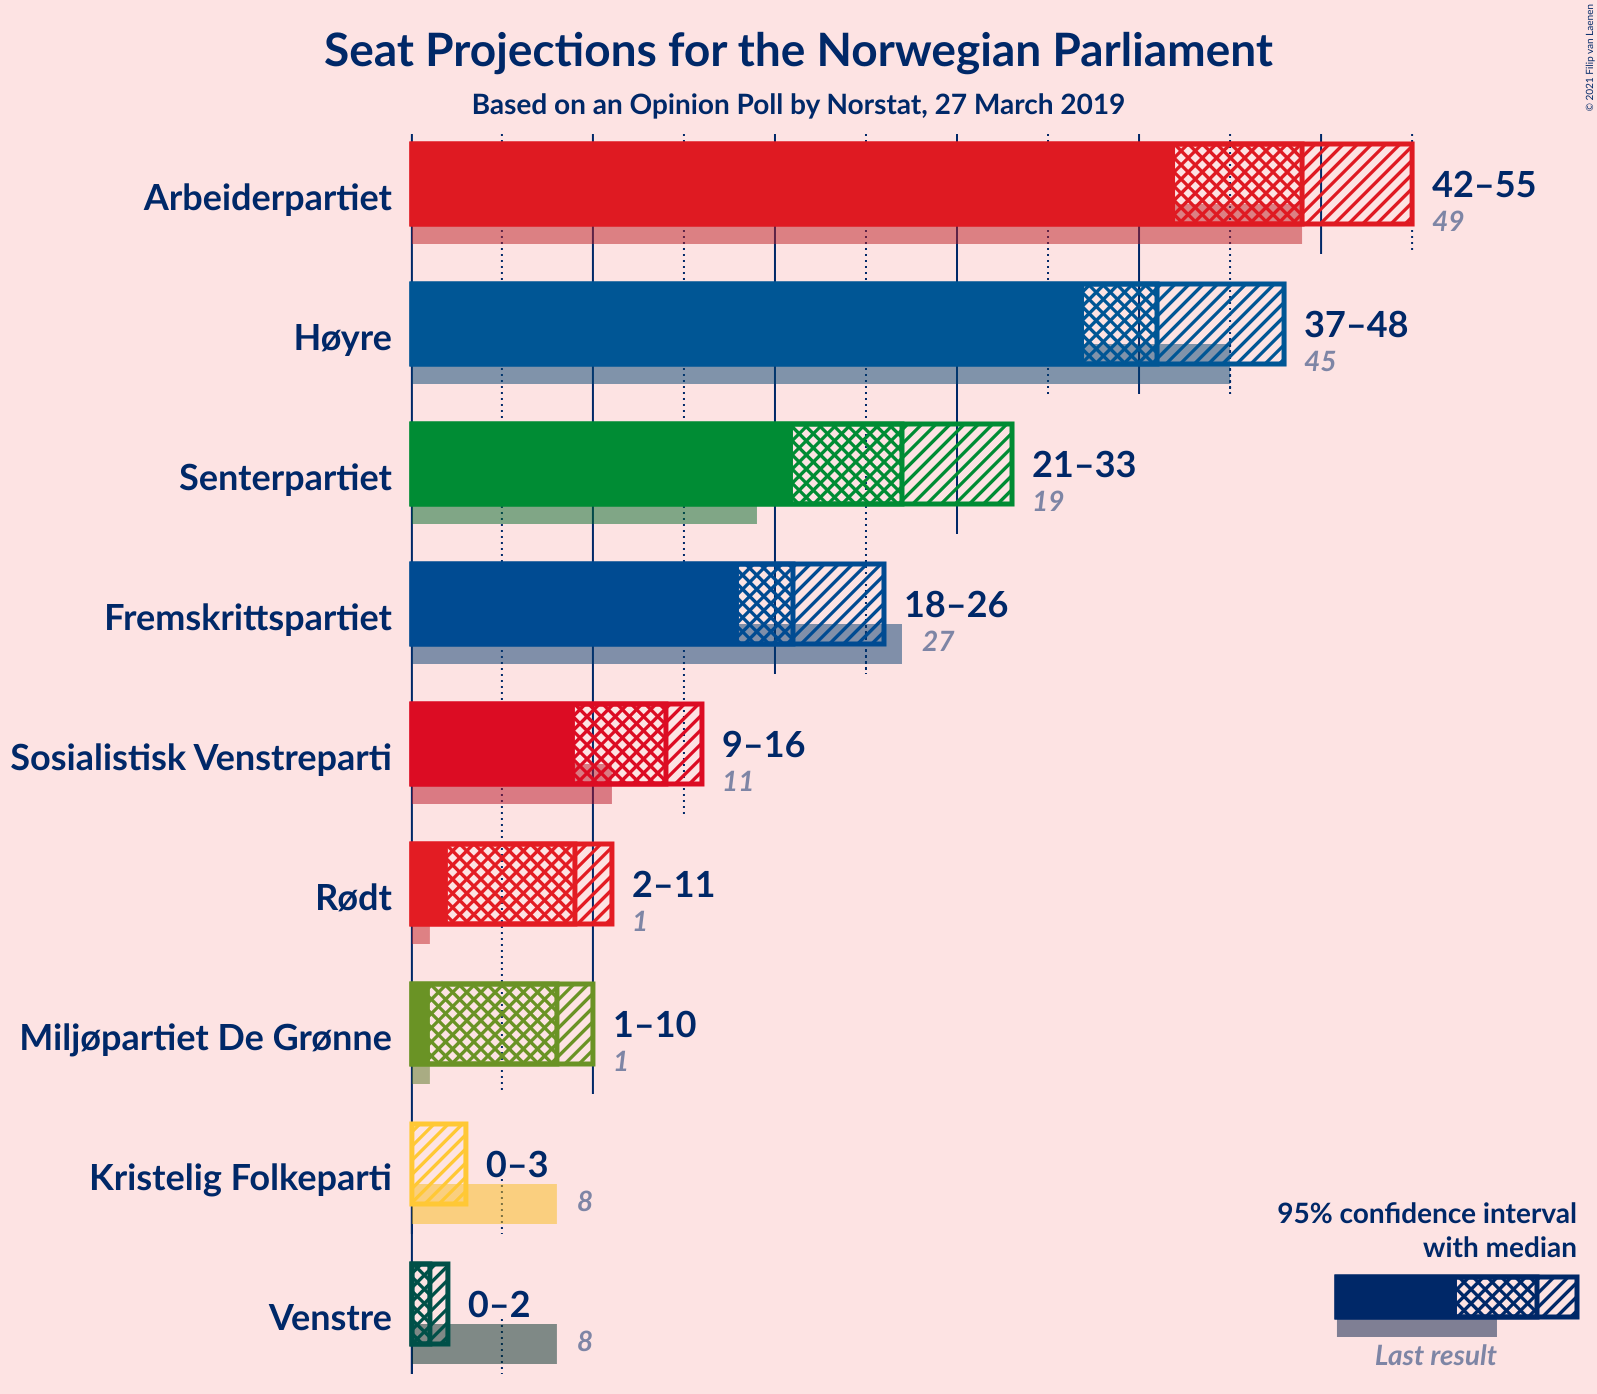 Seat Projections for the Norwegian Parliament
Based on an Opinion Poll by Norstat, 27 March 2019
© 2021 Filip van Laenen
Arbeiderpartiet
42–55
49
Høyre
37–48
45
Senterpartiet
21–33
19
Fremskrittspartiet
18–26
27
Sosialistisk Venstreparti
9–16
11
Rødt
2–11
1
Miljøpartiet De Grønne
1–10
1
Kristelig Folkeparti
0–3
8
Venstre
0–2
8
95% confidence interval
with median
Last result